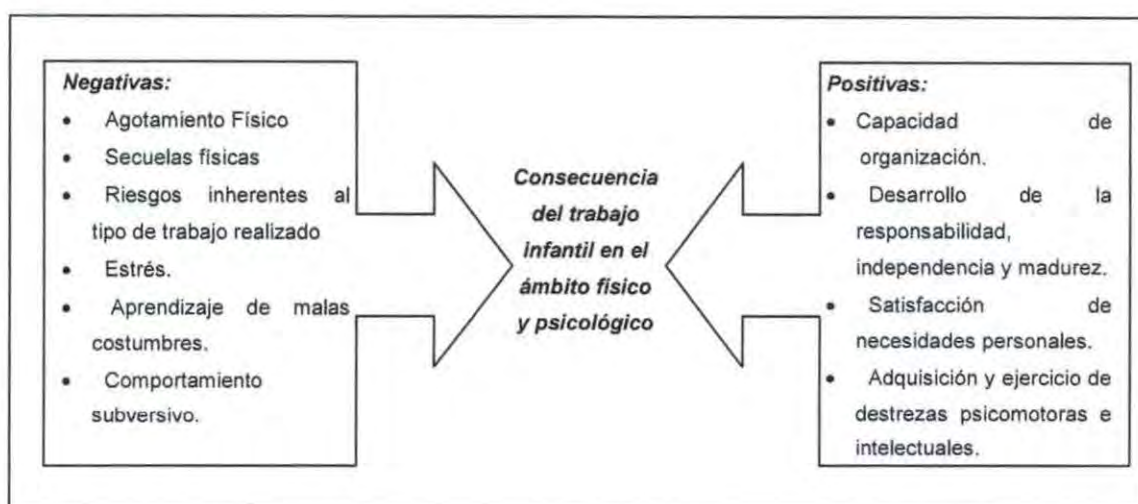 Negativas:
• Agotamiento Físico
• Secuelas físicas
• Riesgos inherentes al
tipo de trabajo realizado
• Estrés.
• Aprendizaje de malas
costumbres.
• Comportamiento
subversivo.
Consecuencia
del trabajo
infantil en el
ámbito físico
y psicológico
Positivas:
• Capacidad de
organización.
• Desarrollo de la
responsabilidad,
independencia y madurez.
• Satisfacción de
necesidades personales.
• Adquisición y ejercicio de
destrezas psicomotoras e
intelectuales.